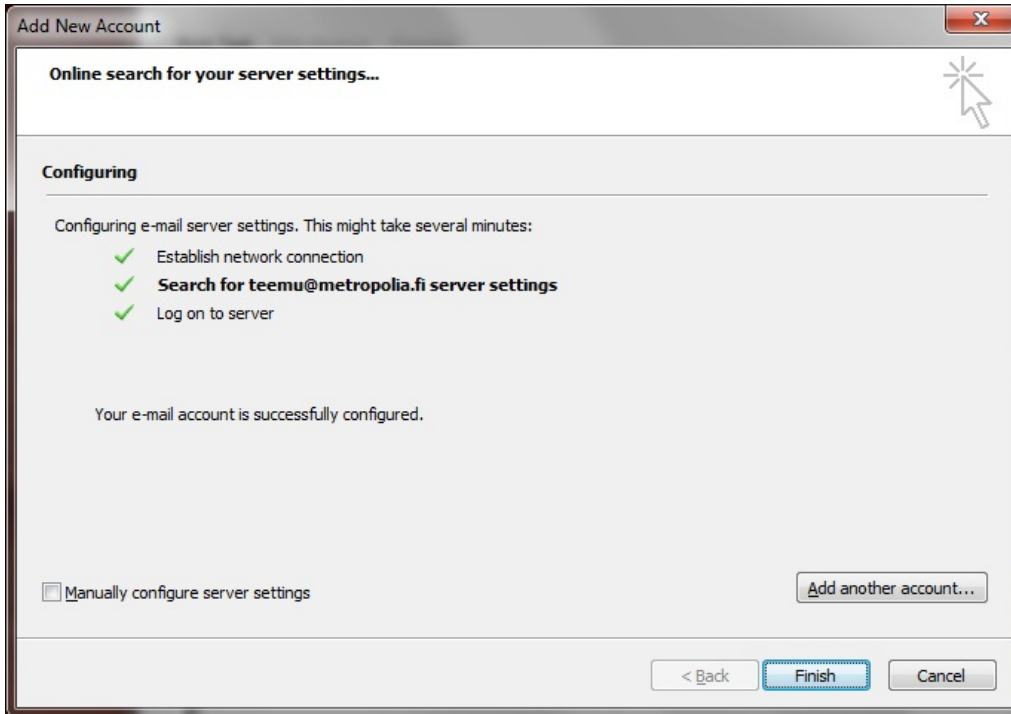 Add New Account
Online search for your server settings...
Configuring
Configuring e-mail server settings. This might take several minutes:
Establish network connection
Search for teemu@metropolia.fi server settings
Log on to server
Your e-mail account is successfully configured.
Manually configure server settings
Add another account...
< Back Finish Cancel